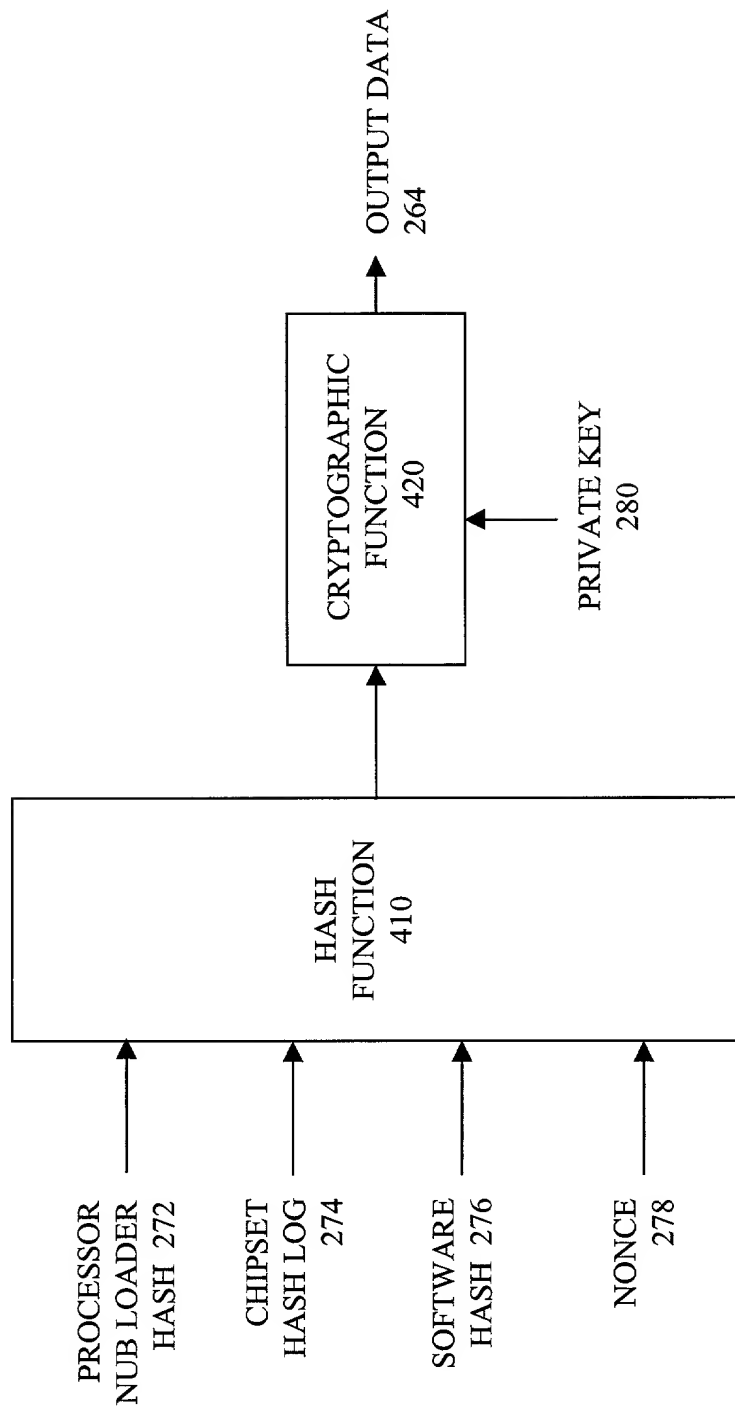 PROCESSOR
NUB LOADER
HASH 272
CHIPSET
HASH LOG
274
SOFTWARE
HASH 276
NONCE
278
HASH
FUNCTION
410
CRYPTOGRAPHIC
FUNCTION
420
PRIVATE KEY
280
OUTPUT DATA
264